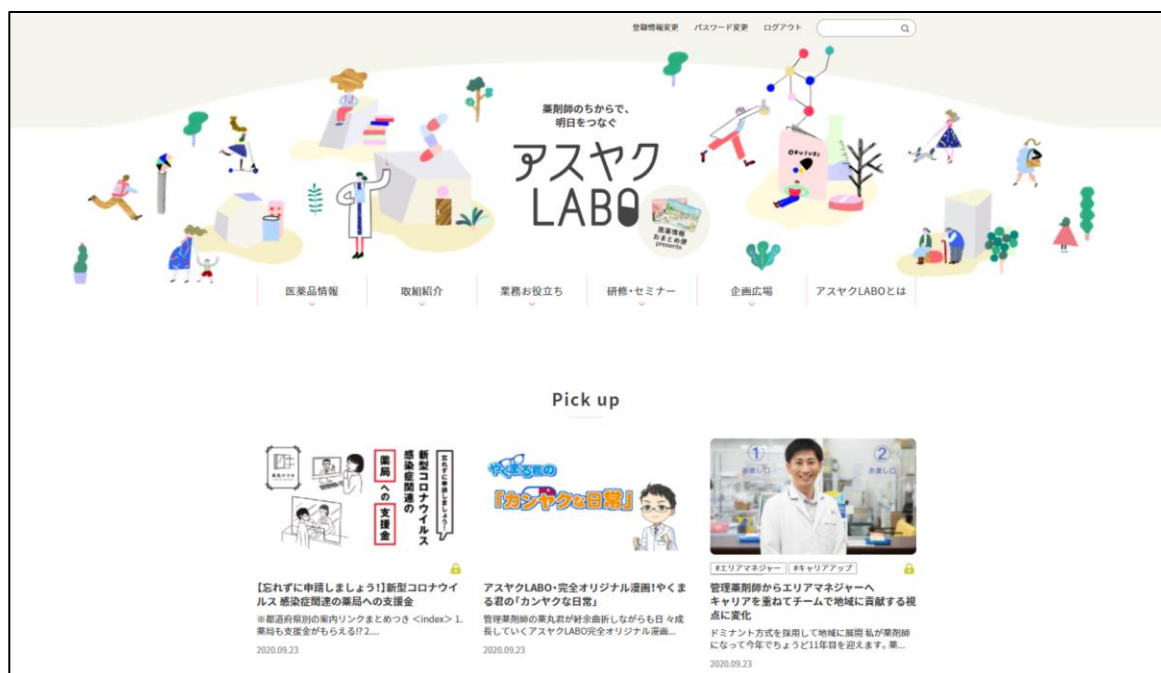 登録情報変更 パスワード変更 ログアウト
薬剤師のちからで、
明日をつなぐ
アスヤク
LABO
医薬情報
おまとめ便
presents
OKUSURI
医薬品情報 取組紹介 業務お役立ち 研修・セミナー 企画広場 アスヤクLABOとは
Pick up
忘れずに申請しましょう!
新型コロナウイルス
感染症関連の
薬局への支援金
やくまる君の
「カンヤクな日常」
① お渡し口
② お渡し口
#エリアマネジャー #キャリアアップ
【忘れずに申請しましょう!】新型コロナウイ
ルス 感染症関連の薬局への支援金
※都道府県別の案内リンクまとめつき <index> 1.
薬局も支援金がもらえる!? 2....
2020.09.23
アスヤクLABO・完全オリジナル漫画!やくま
る君の「カンヤクな日常」
管理薬剤師の薬丸君が紆余曲折しながらも日々成
長していくアスヤクLABO完全オリジナル漫画...
2020.09.23
管理薬剤師からエリアマネジャーへ
キャリアを重ねてチームで地域に貢献する視
点に変化
ドミナント方式を採用して地域に展開 私が薬剤師
になって今年でちょうど11年目を迎えます。薬...
2020.09.23